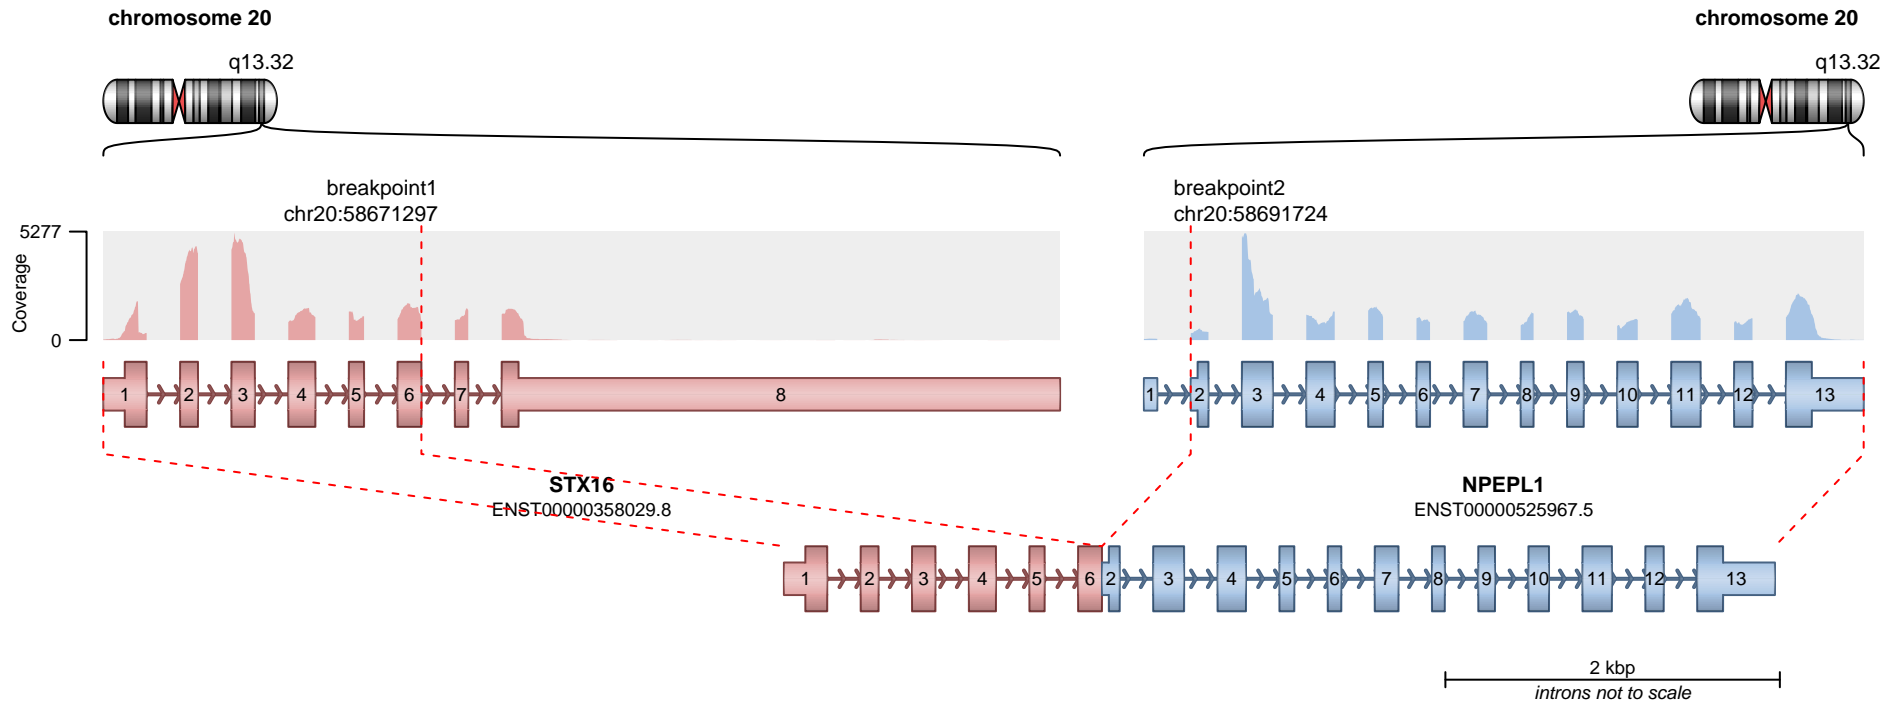 chromosome 20
chromosome 20
q13.32
q13.32
breakpoint1
chr20:58671297
breakpoint2
chr20:58691724
5277
Coverage
0
1 2 3 4 5 6 7 8
1 2 3 4 5 6 7 8 9 10 11 12 13
STX16
ENST00000358029.8
NPEPL1
ENST00000525967.5
1 2 3 4 5 6 2 3 4 5 6 7 8 9 10 11 12 13
2 kbp
introns not to scale